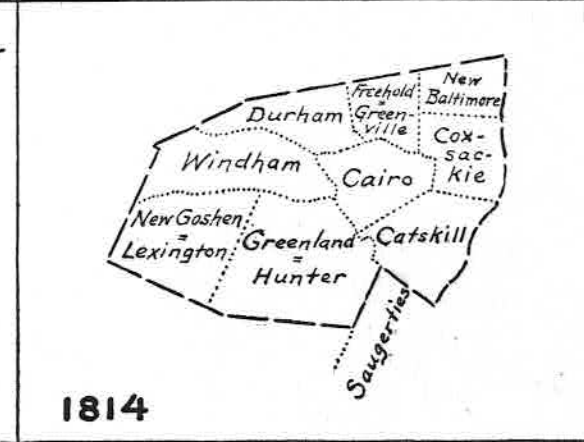 New
Baltimore
Freehold
=
Green-
ville
Durham
Cox-
sac-
kie
Windham
Cairo
New Goshen
=
Lexington
Greenland
=
Hunter
Catskill
Saugerties
1814